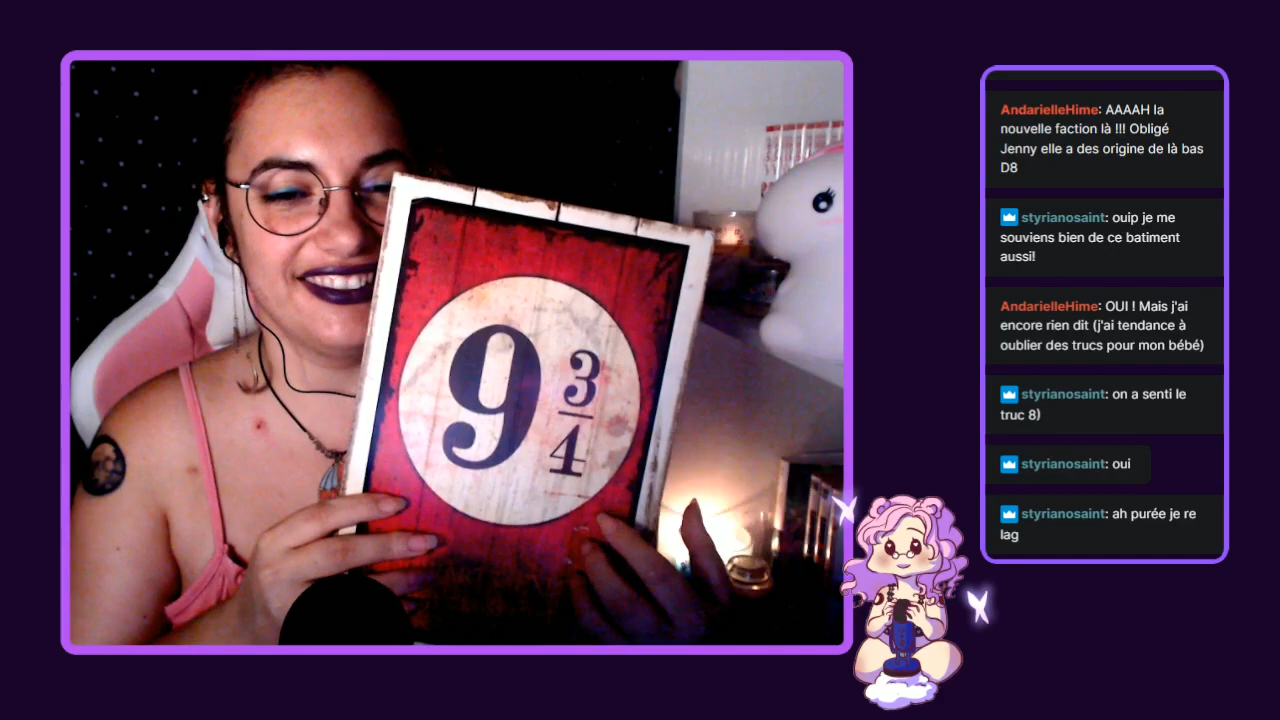 9 3/4
AndarielleHime: AAAAH la
nouvelle faction là !!! Obligé
Jenny elle a des origine de là bas
D8
styrianosaint: ouip je me
souviens bien de ce batiment
aussi!
AndarielleHime: OUI ! Mais j'ai
encore rien dit (j'ai tendance à
oublier des trucs pour mon bébé)
styrianosaint: on a senti le
truc 8)
styrianosaint: oui
styrianosaint: ah purée je re
lag